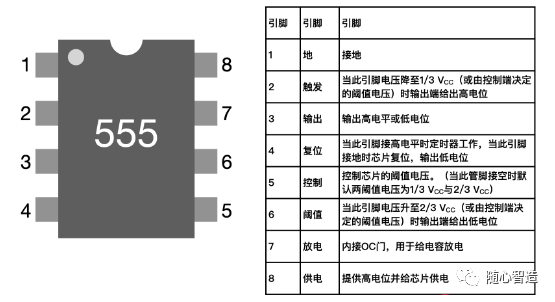 555
1
2
3
4
8
7
6
5
引脚 引脚 引脚
1 地 接地
2 触发 当此引脚电压降至1/3 VCC（或由控制端决定
的阈值电压）时输出端给出高电位
3 输出 输出高电平或低电位
4 复位 当此引脚接高电平时定时器工作，当此引脚
接地时芯片复位，输出低电位
5 控制 控制芯片的阈值电压。（当此管脚接空时默
认两阈值电压为1/3 VCC与2/3 VCC）
6 阈值 当此引脚电压升至2/3 VCC（或由控制端决
定的阈值电压）时输出端给出低电位
7 放电 内接OC门，用于给电容放电
8 供电 提供高电位并给芯片供电
随心智造